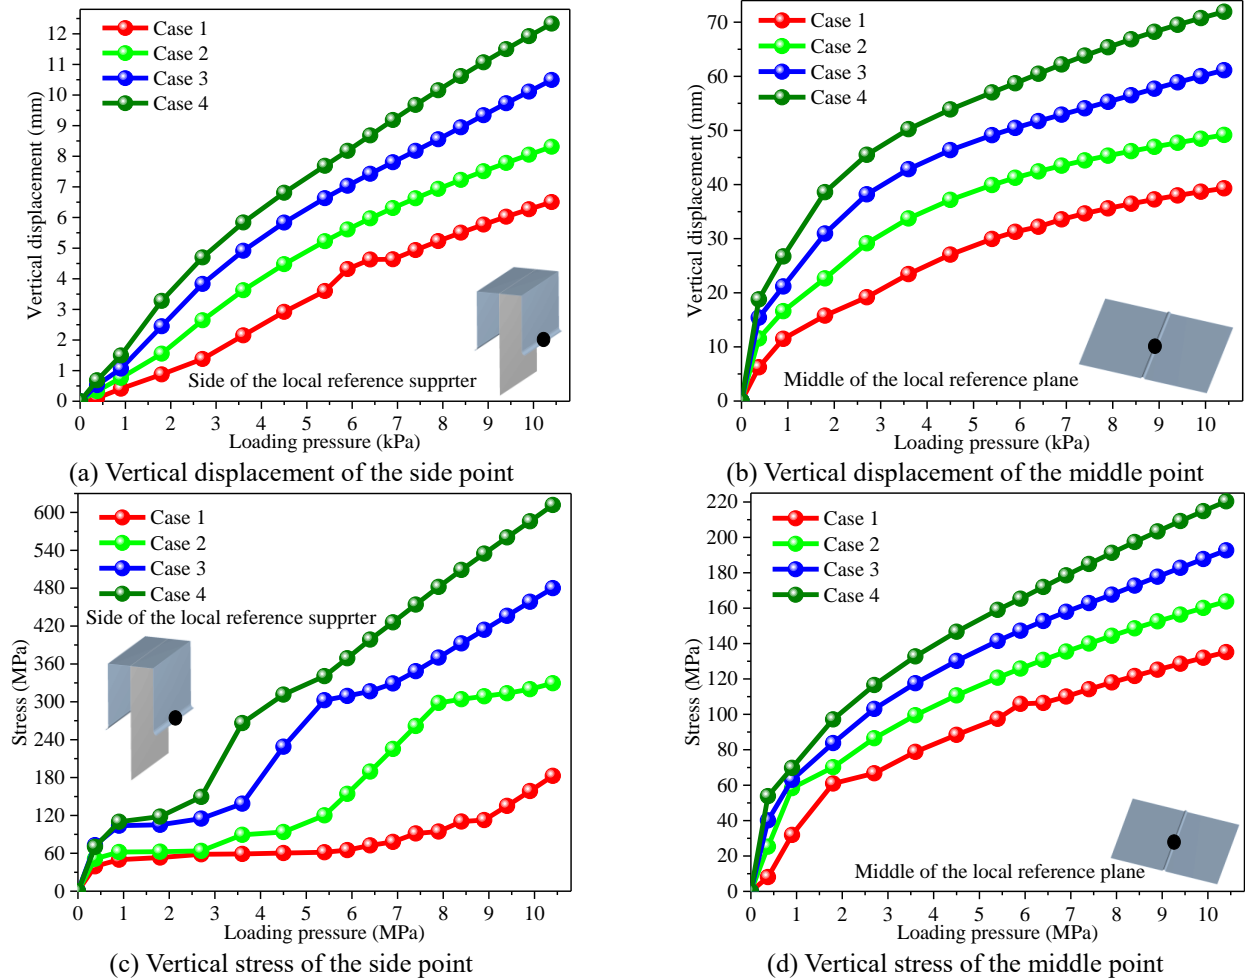 Case 1
Case 2
Case 3
Case 4
Vertical displacement (mm)
12
11
10
9
8
7
6
5
4
3
2
1
0
Side of the local reference supprter
0 1 2 3 4 5 6 7 8 9 10
Loading pressure (kPa)
(a) Vertical displacement of the side point
Case 1
Case 2
Case 3
Case 4
Vertical displacement (mm)
70
60
50
40
30
20
10
0
Middle of the local reference plane
0 1 2 3 4 5 6 7 8 9 10
Loading pressure (kPa)
(b) Vertical displacement of the middle point
Case 1
Case 2
Case 3
Case 4
Side of the local reference supprter
Stress (MPa)
600
540
480
420
360
300
240
180
120
60
0
0 1 2 3 4 5 6 7 8 9 10
Loading pressure (MPa)
(c) Vertical stress of the side point
Case 1
Case 2
Case 3
Case 4
Stress (MPa)
220
200
180
160
140
120
100
80
60
40
20
0
Middle of the local reference plane
0 1 2 3 4 5 6 7 8 9 10
Loading pressure (MPa)
(d) Vertical stress of the middle point